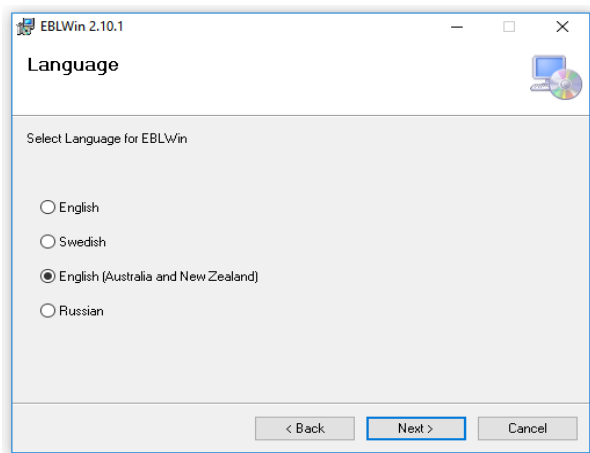 EBLWin 2.10.1
Language
Select Language for EBLWin
English
Swedish
English (Australia and New Zealand)
Russian
< Back Next > Cancel